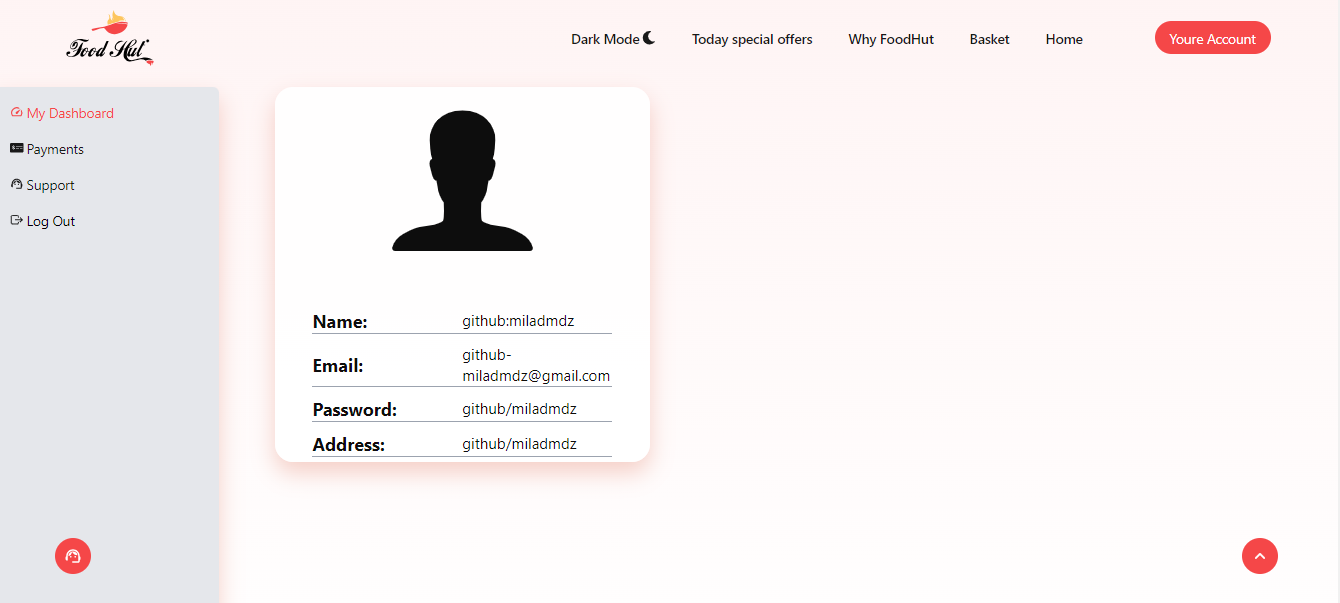 Food Hut
Dark Mode
Today special offers
Why FoodHut
Basket
Home
Youre Account
My Dashboard
Payments
Support
Log Out
Name: github:miladmdz
Email: github-
miladmdz@gmail.com
Password: github/miladmdz
Address: github/miladmdz